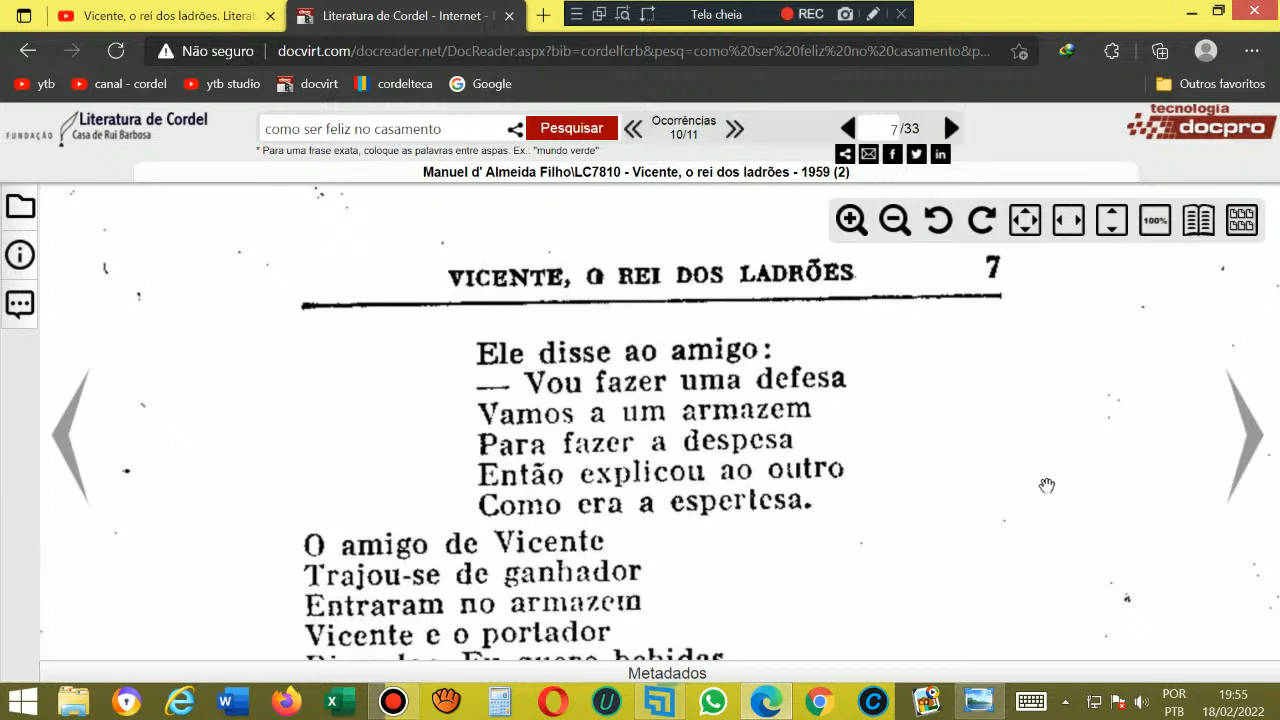 Vicente, o rei dos ladrões. Literat
Literatura de Cordel - Internet - I
Tela cheia
REC
Não seguro
docvirt.com/docreader.net/DocReader.aspx?bib=cordelfcrb&pesq=como%20ser%20feliz%20no%20casamento&p...
ytb
canal - cordel
ytb studio
docvirt
cordelteca
Google
Outros favoritos
FUNDAÇÃO
Literatura de Cordel
Casa de Rui Barbosa
como ser feliz no casamento
Pesquisar
* Para uma frase exata, coloque as palavras entre aspas. Ex.: "mundo verde"
Ocorrências
10/11
7 /33
tecnologia
docpro
Manuel d' Almeida Filho\LC7810 - Vicente, o rei dos ladrões - 1959 (2)
100%
VICENTE, O REI DOS LADRÕES 7
Ele disse ao amigo:
— Vou fazer uma defesa
Vamos a um armazem
Para fazer a despesa
Então explicou ao outro
Como era a espertesa.
O amigo de Vicente
Trajou-se de ganhador
Entraram no armazem
Vicente e o portador
Metadados
POR
PTB
19:55
18/02/2022